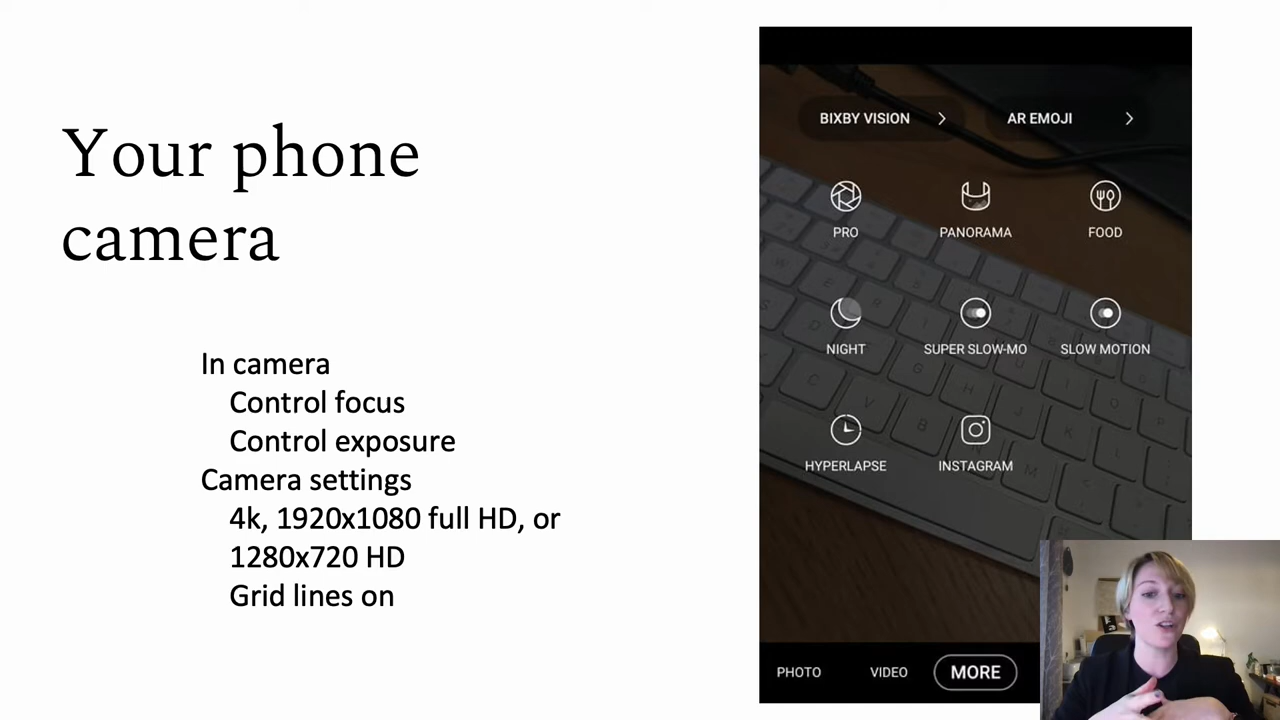 Your phone
camera
In camera
Control focus
Control exposure
Camera settings
4k, 1920x1080 full HD, or
1280x720 HD
Grid lines on
BIXBY VISION
AR EMOJI
PRO
PANORAMA
FOOD
NIGHT
SUPER SLOW-MO
SLOW MOTION
HYPERLAPSE
INSTAGRAM
PHOTO
VIDEO
MORE